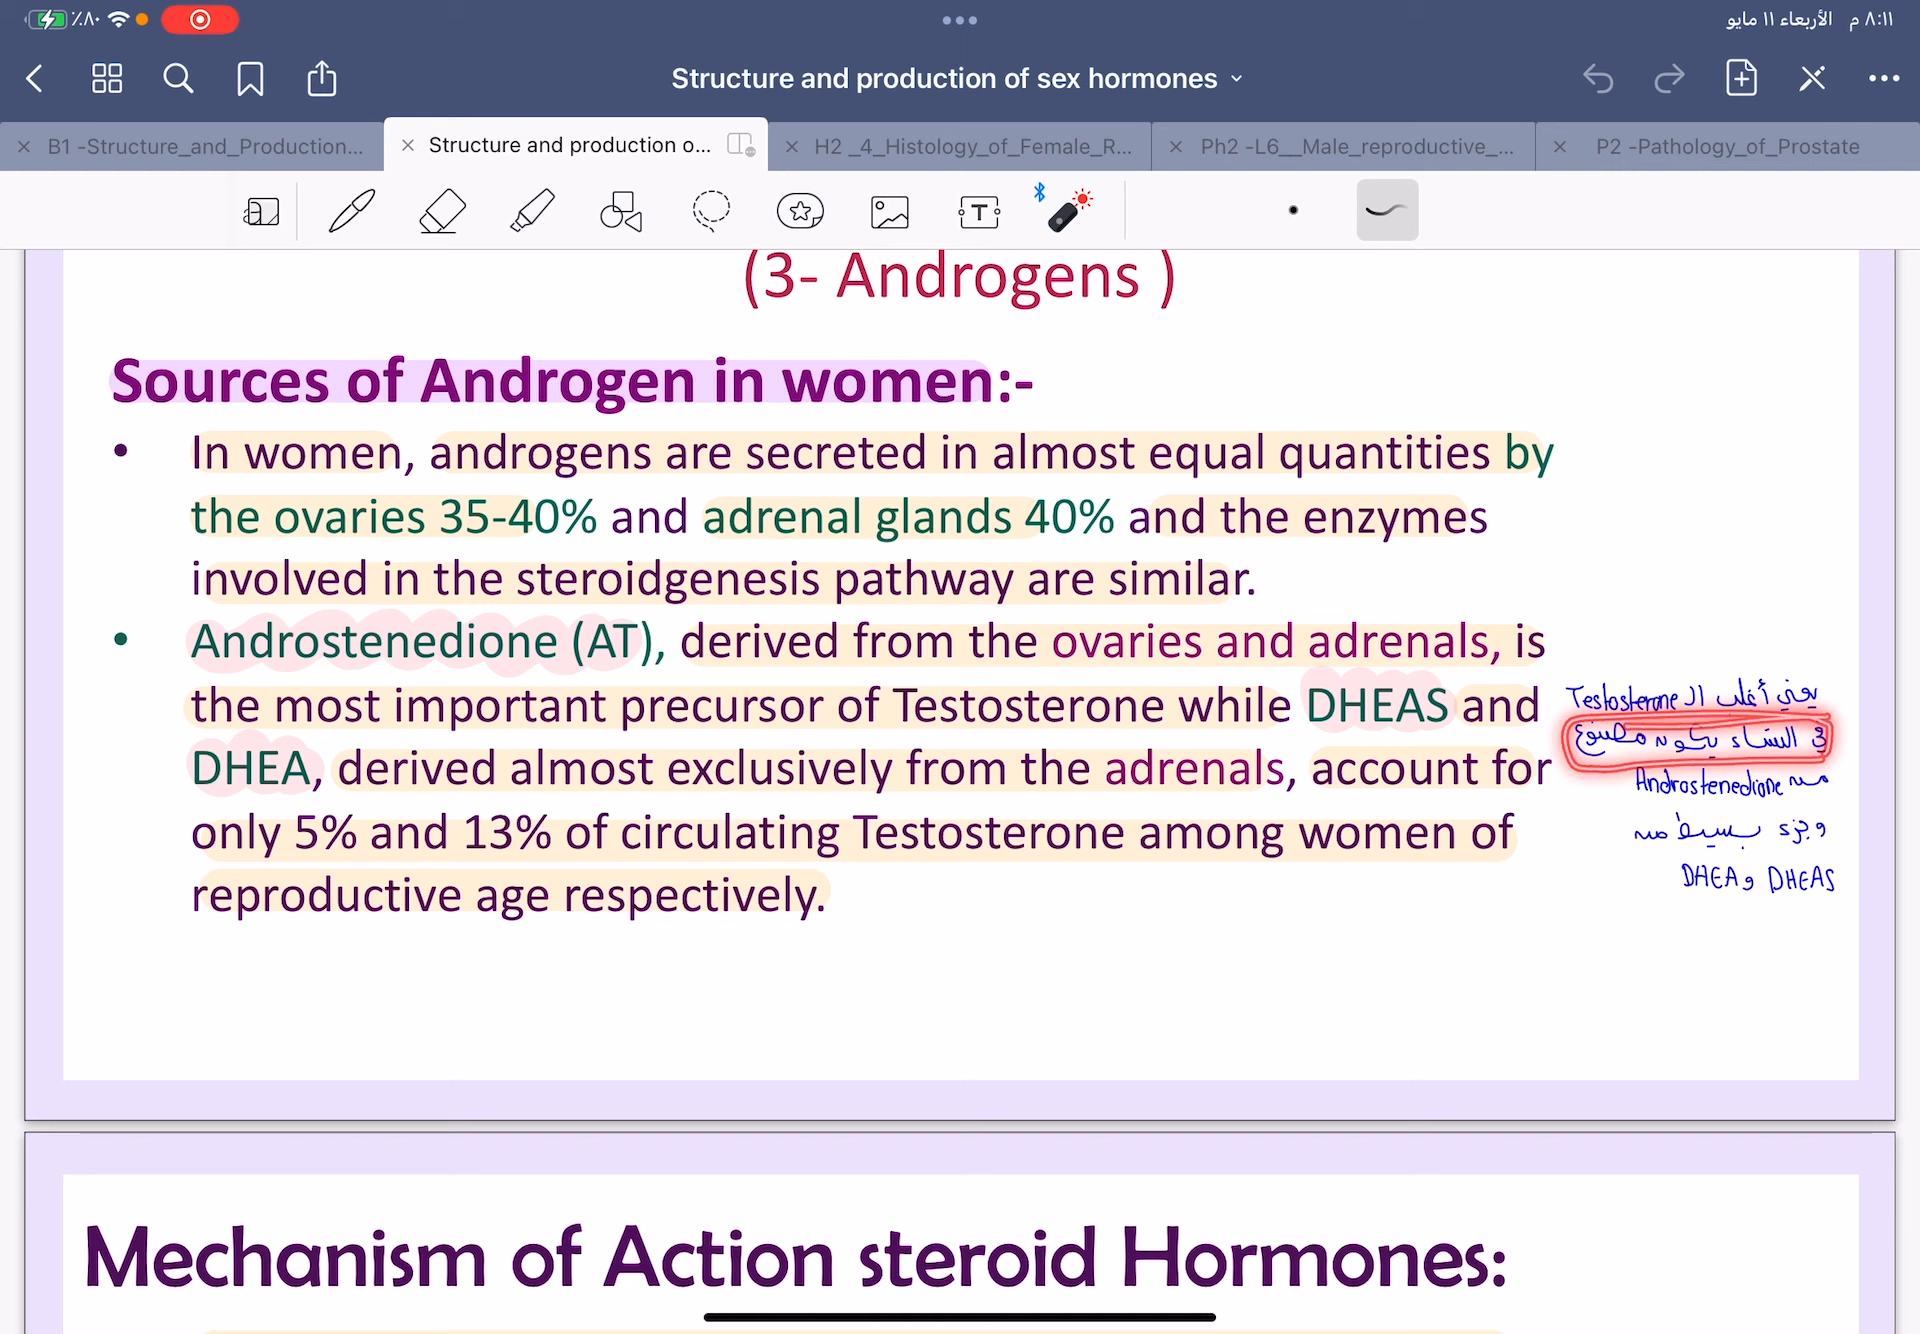 ٪٨٠
٨:١١ م الأربعاء ١١ مايو
Structure and production of sex hormones
B1 -Structure_and_Production...
Structure and production o...
H2 _4_Histology_of_Female_R...
Ph2 -L6__Male_reproductive_...
P2 -Pathology_of_Prostate
(3- Androgens )
Sources of Androgen in women:-
• In women, androgens are secreted in almost equal quantities by
the ovaries 35-40% and adrenal glands 40% and the enzymes
involved in the steroidgenesis pathway are similar.
• Androstenedione (AT), derived from the ovaries and adrenals, is
the most important precursor of Testosterone while DHEAS and
DHEA, derived almost exclusively from the adrenals, account for
only 5% and 13% of circulating Testosterone among women of
reproductive age respectively.
يعني أغلب الـ Testosterone
في النساء يكون مصنوع
من Androstenedione
وجزء بسيط من
DHEAS و DHEA
Mechanism of Action steroid Hormones: